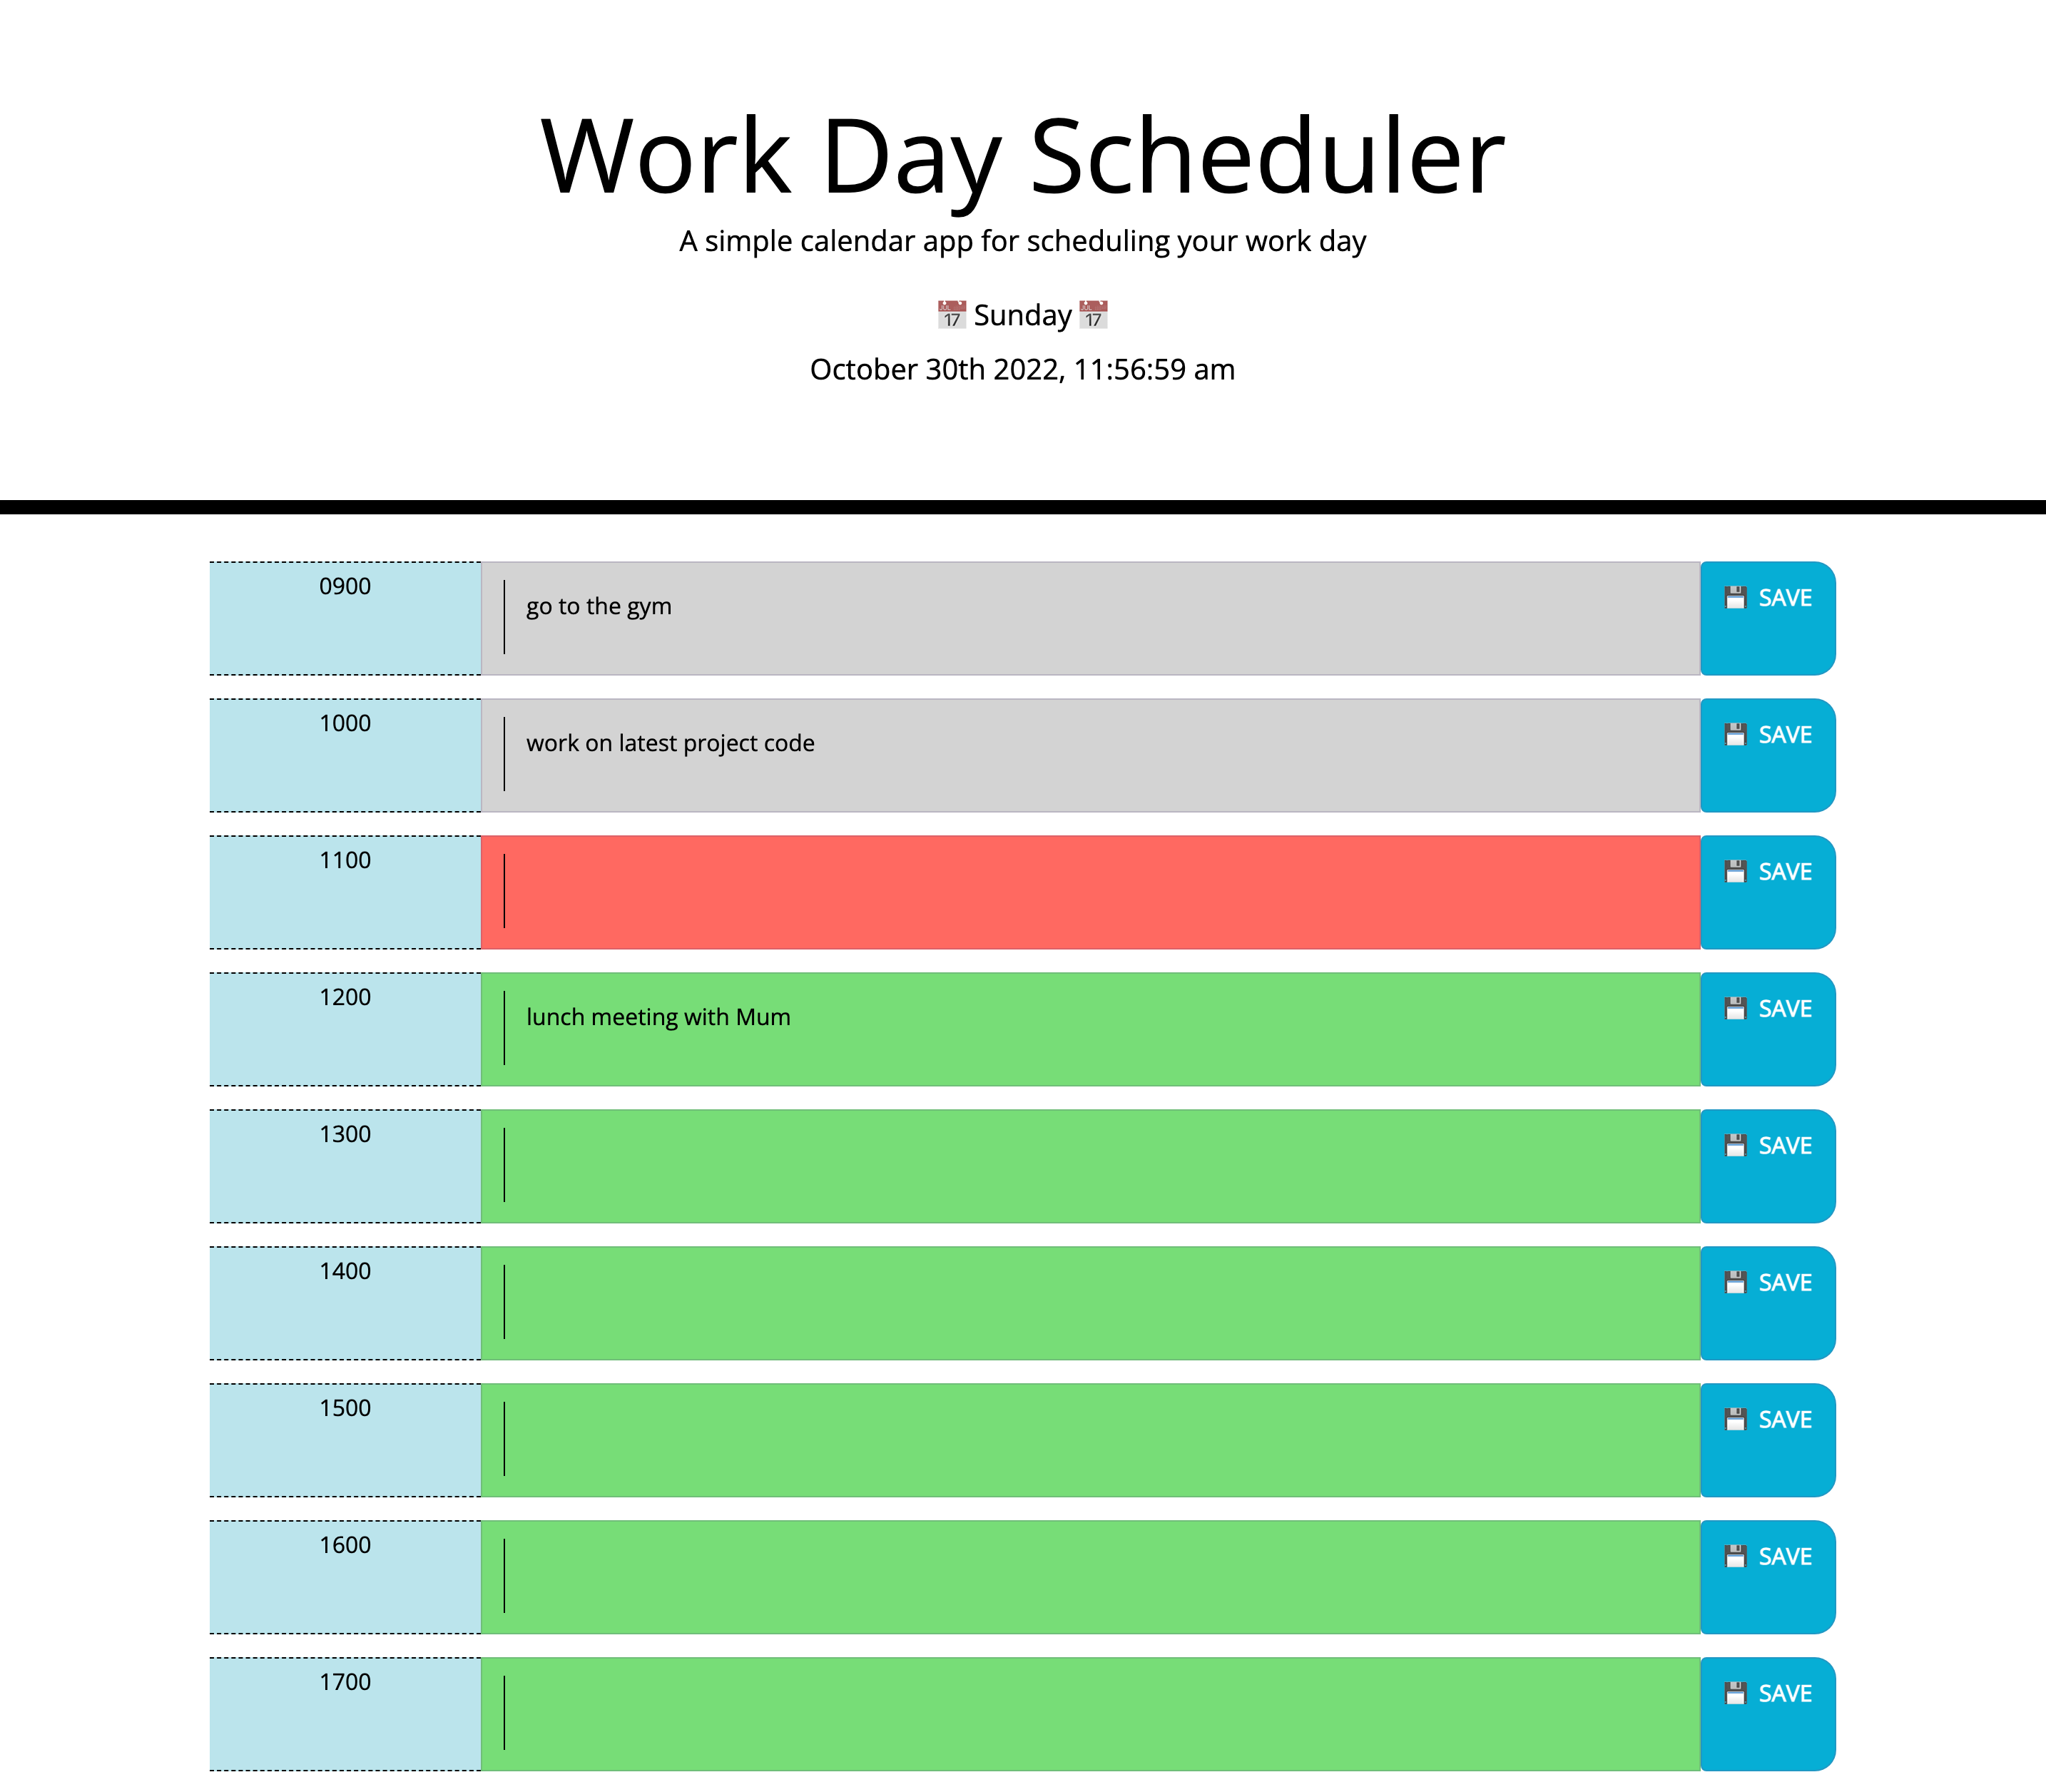 Work Day Scheduler
A simple calendar app for scheduling your work day
📅 Sunday 📅
October 30th 2022, 11:56:59 am
0900 go to the gym 💾 SAVE
1000 work on latest project code 💾 SAVE
1100 💾 SAVE
1200 lunch meeting with Mum 💾 SAVE
1300 💾 SAVE
1400 💾 SAVE
1500 💾 SAVE
1600 💾 SAVE
1700 💾 SAVE